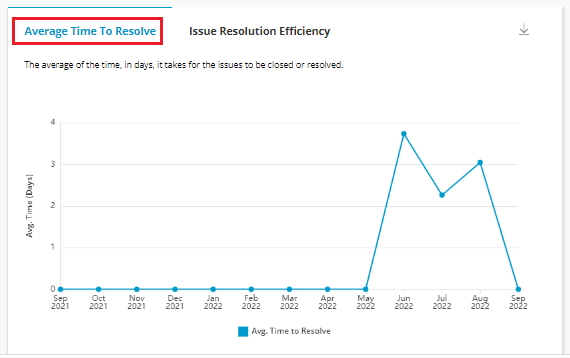 Average Time To Resolve
Issue Resolution Efficiency
The average of the time, in days, it takes for the issues to be closed or resolved.
Avg. Time (Days)
4
3
2
1
0
Sep 2021
Oct 2021
Nov 2021
Dec 2021
Jan 2022
Feb 2022
Mar 2022
Apr 2022
May 2022
Jun 2022
Jul 2022
Aug 2022
Sep 2022
Avg. Time to Resolve